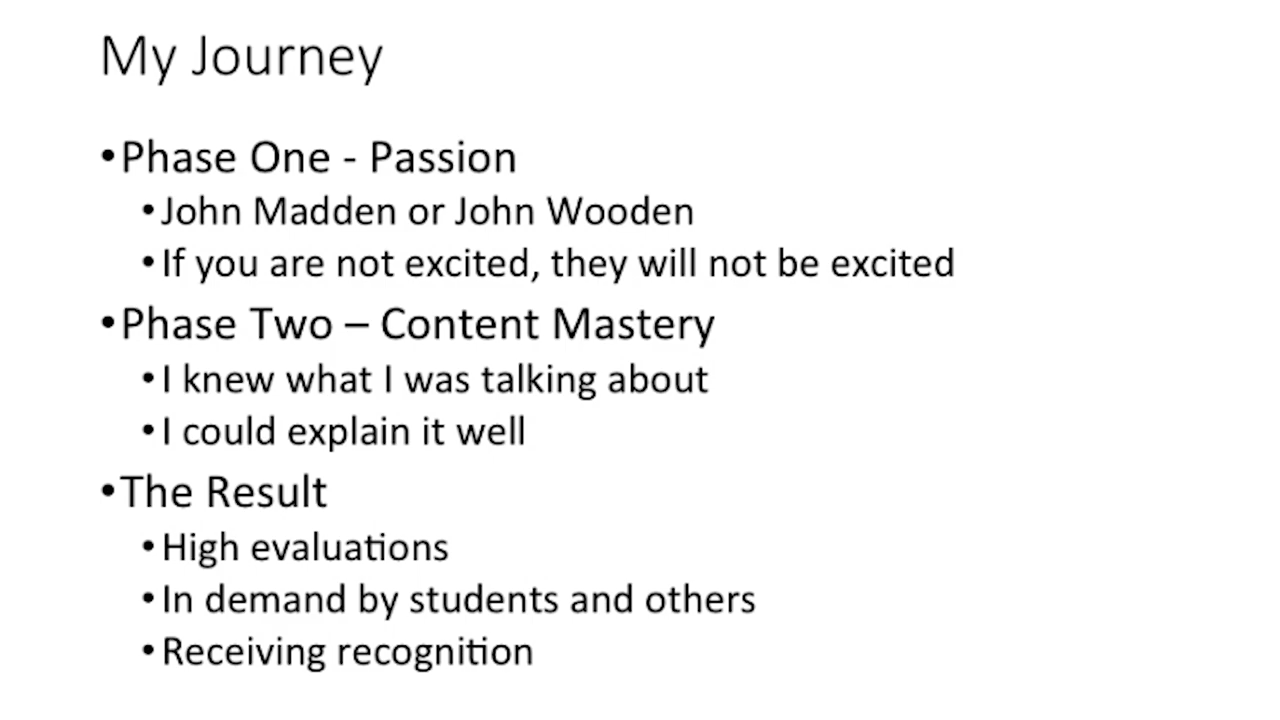 My Journey
•Phase One - Passion
•John Madden or John Wooden
•If you are not excited, they will not be excited
•Phase Two – Content Mastery
•I knew what I was talking about
•I could explain it well
•The Result
•High evaluations
•In demand by students and others
•Receiving recognition